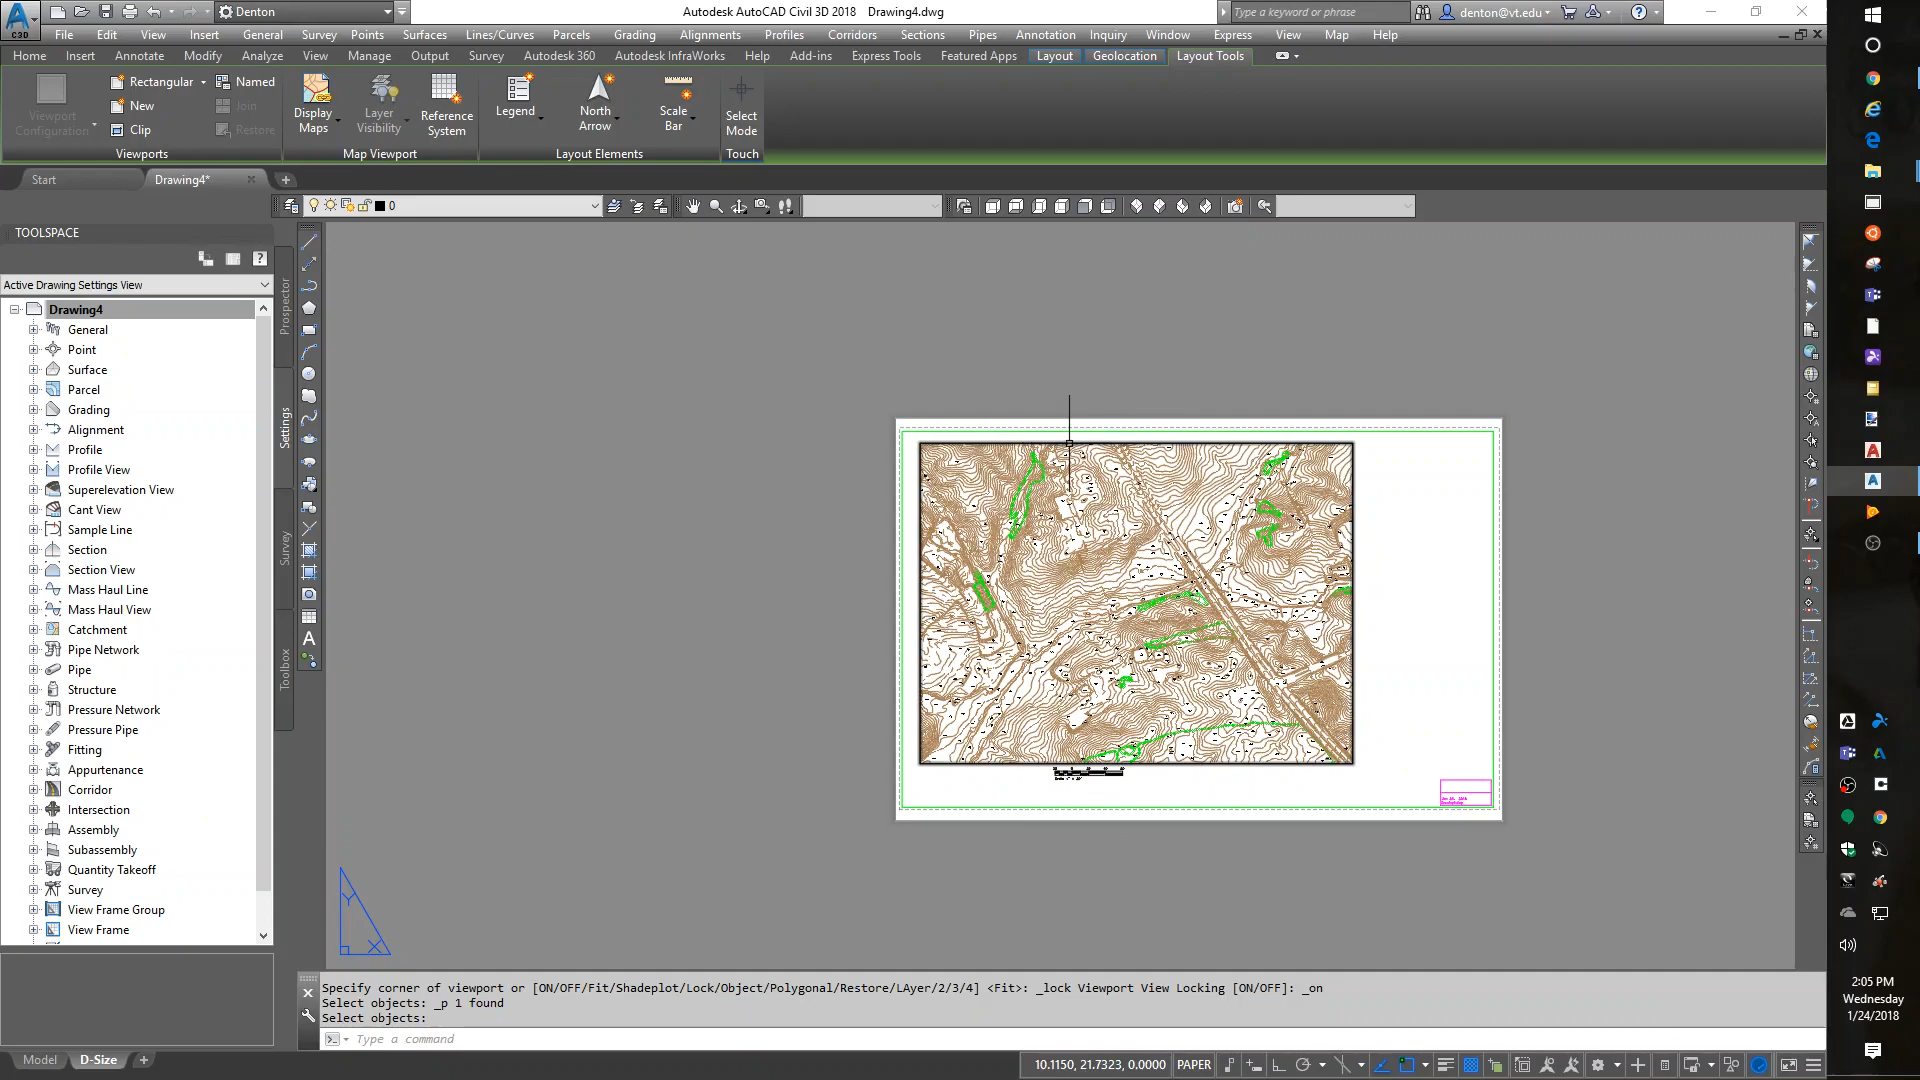 Denton
Autodesk AutoCAD Civil 3D 2018 Drawing4.dwg
Type a keyword or phrase
denton@vt.edu
C3D
File Edit View Insert General Survey Points Surfaces Lines/Curves Parcels Grading Alignments Profiles Corridors Sections Pipes Annotation Inquiry Window Express View Map Help
Home Insert Annotate Modify Analyze View Manage Output Survey Autodesk 360 Autodesk InfraWorks Help Add-ins Express Tools Featured Apps Layout Geolocation Layout Tools
Viewport Configuration
Rectangular
New
Clip
Named
Join
Restore
Display Maps
Layer Visibility
Reference System
Legend
North Arrow
Scale Bar
Select Mode
Viewports
Map Viewport
Layout Elements
Touch
Start
Drawing4*
0
TOOLSPACE
Active Drawing Settings View
Drawing4
General
Point
Surface
Parcel
Grading
Alignment
Profile
Profile View
Superelevation View
Cant View
Sample Line
Section
Section View
Mass Haul Line
Mass Haul View
Catchment
Pipe Network
Pipe
Structure
Pressure Network
Pressure Pipe
Fitting
Appurtenance
Corridor
Intersection
Assembly
Subassembly
Quantity Takeoff
Survey
View Frame Group
View Frame
Prospector
Settings
Survey
Toolbox
A
Y
X
Specify corner of viewport or [ON/OFF/Fit/Shadeplot/Lock/Object/Polygonal/Restore/LAyer/2/3/4] <Fit>: _lock Viewport View Locking [ON/OFF]: _on
Select objects: _p 1 found
Select objects:
Type a command
Model
D-Size
10.1150, 21.7323, 0.0000
PAPER
2:05 PM
Wednesday
1/24/2018